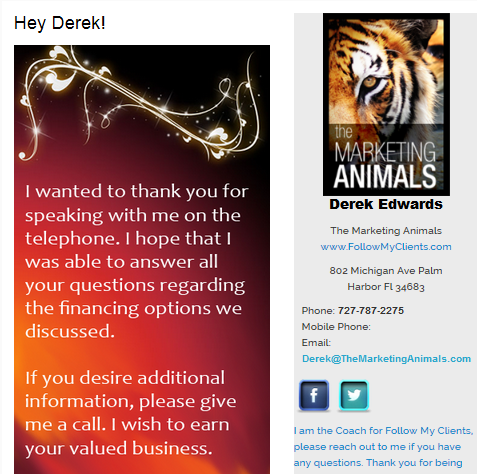 Hey Derek!
I wanted to thank you for
speaking with me on the
telephone. I hope that I
was able to answer all
your questions regarding
the financing options we
discussed.
If you desire additional
information, please give
me a call. I wish to earn
your valued business.
the
MARKETING
ANIMALS
Derek Edwards
The Marketing Animals
www.FollowMyClients.com
802 Michigan Ave Palm
Harbor Fl 34683
Phone: 727-787-2275
Mobile Phone:
Email:
Derek@TheMarketingAnimals.com
f
I am the Coach for Follow My Clients,
please reach out to me if you have
any questions. Thank you for being